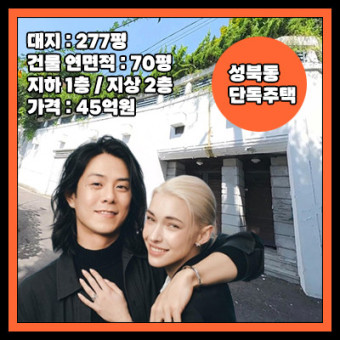 대지 : 277평
건물 연면적 : 70평
지하 1층 / 지상 2층
가격 : 45억원
성북동
단독주택